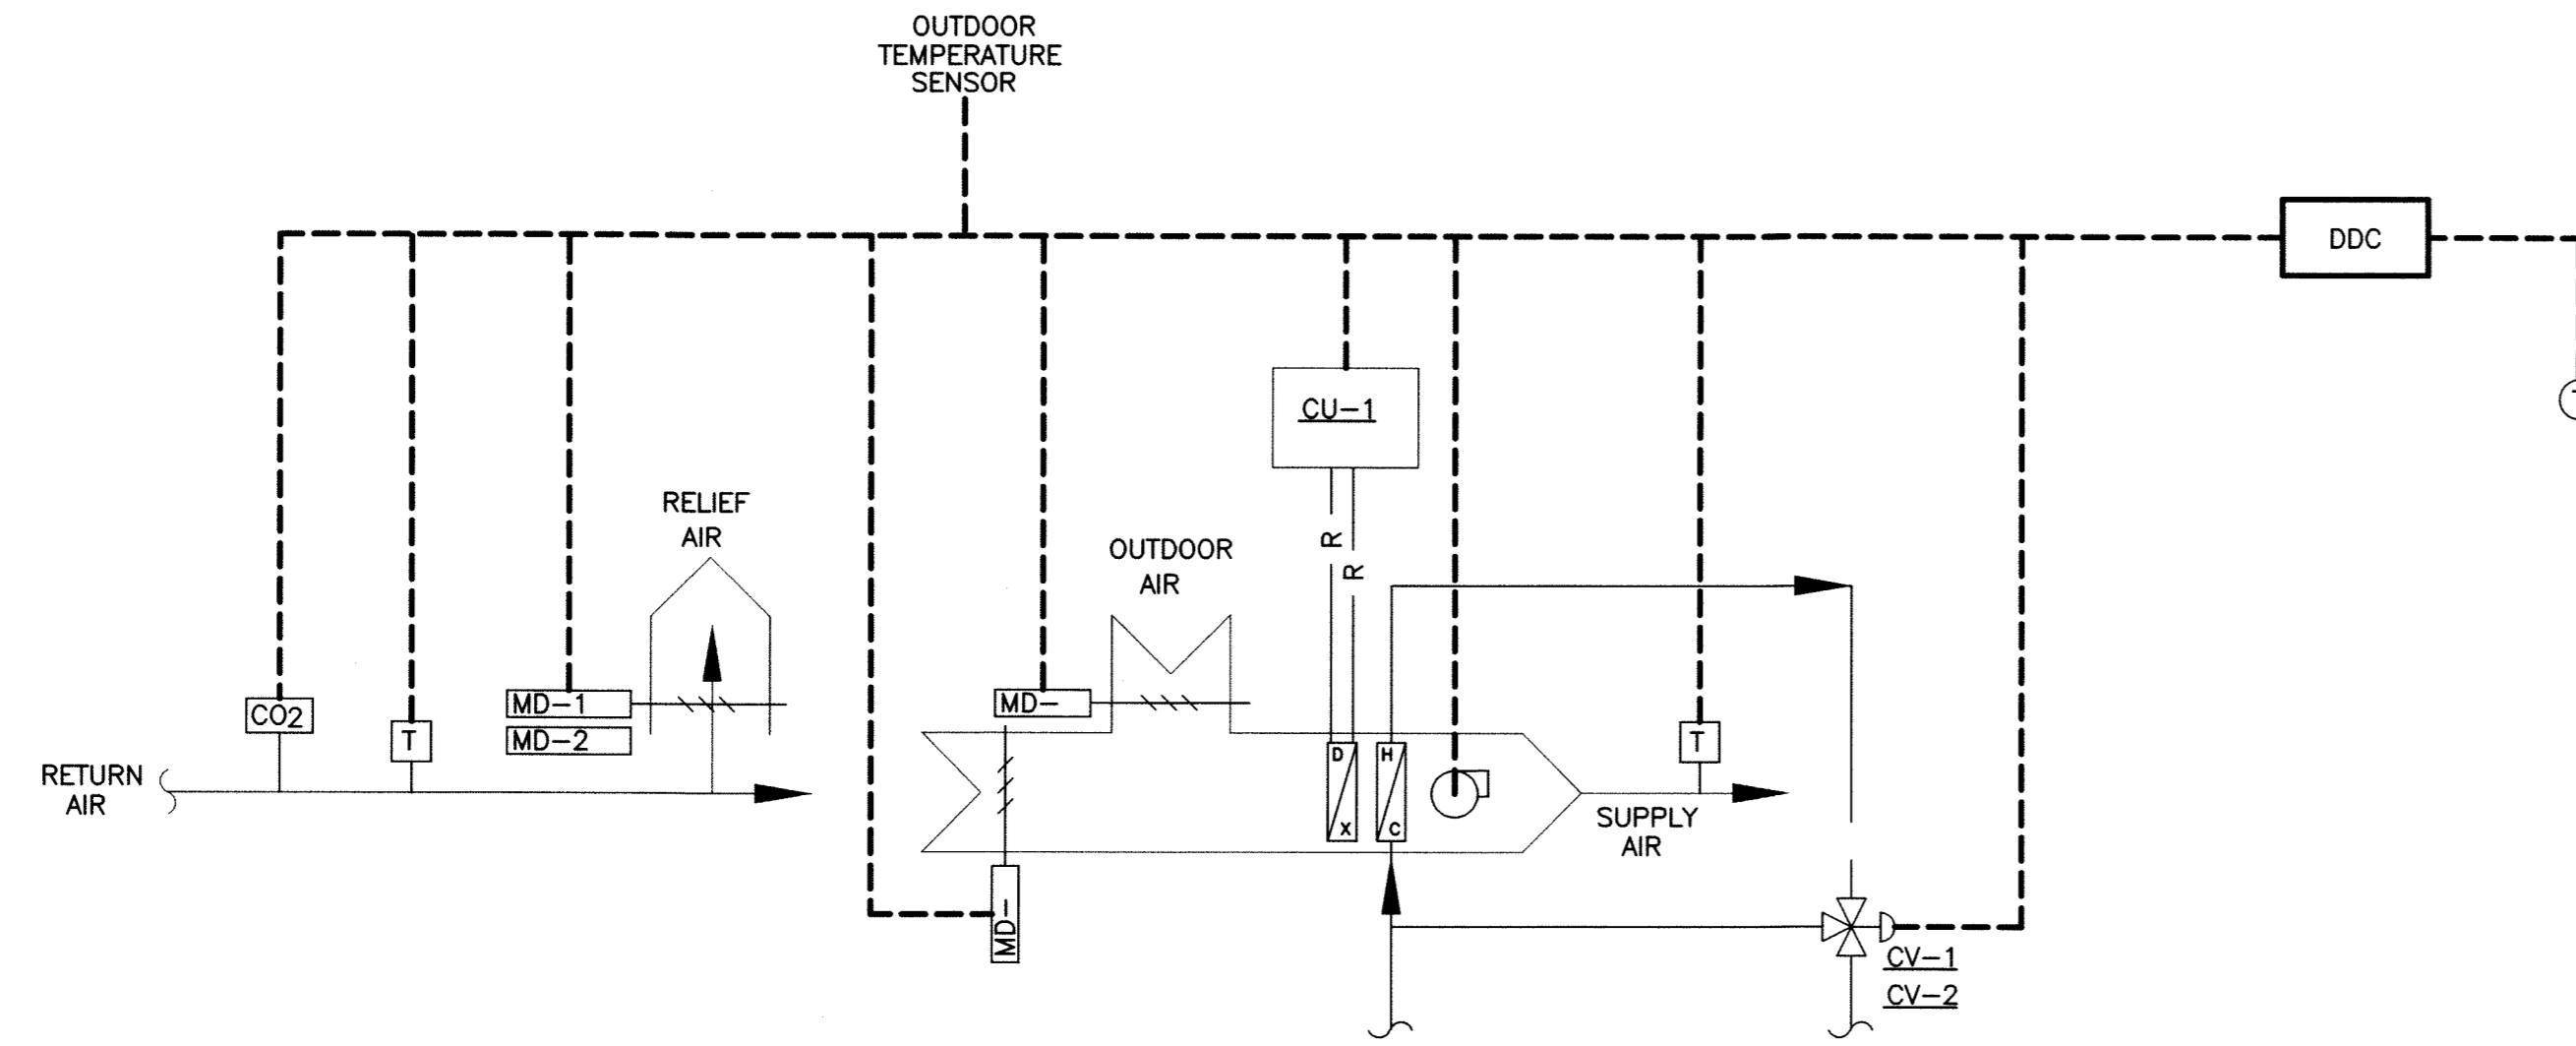 OUTDOOR
TEMPERATURE
SENSOR
DDC
CU-1
RELIEF
AIR
OUTDOOR
AIR
R
R
CO2
T
MD-1
MD-2
MD-
T
D
X
H
C
RETURN
AIR
SUPPLY
AIR
MD-
CV-1
CV-2